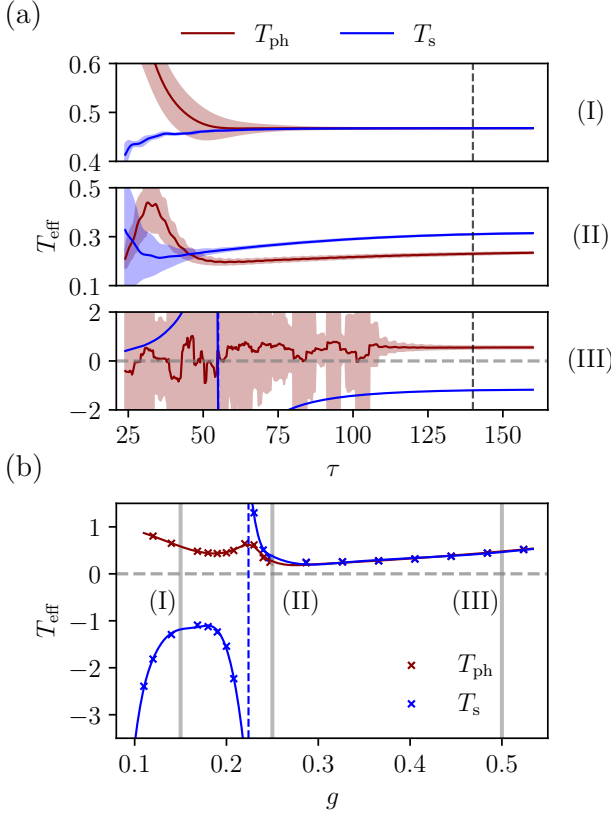 (a)
T_ph T_s
0.6
0.4
(I)
0.5
0.3
0.1
T_eff
(II)
2
0
−2
(III)
25 50 75 100 125 150
τ
(b)
1
0
−1
−2
−3
T_eff
(I) (II) (III)
T_ph
T_s
0.1 0.2 0.3 0.4 0.5
g